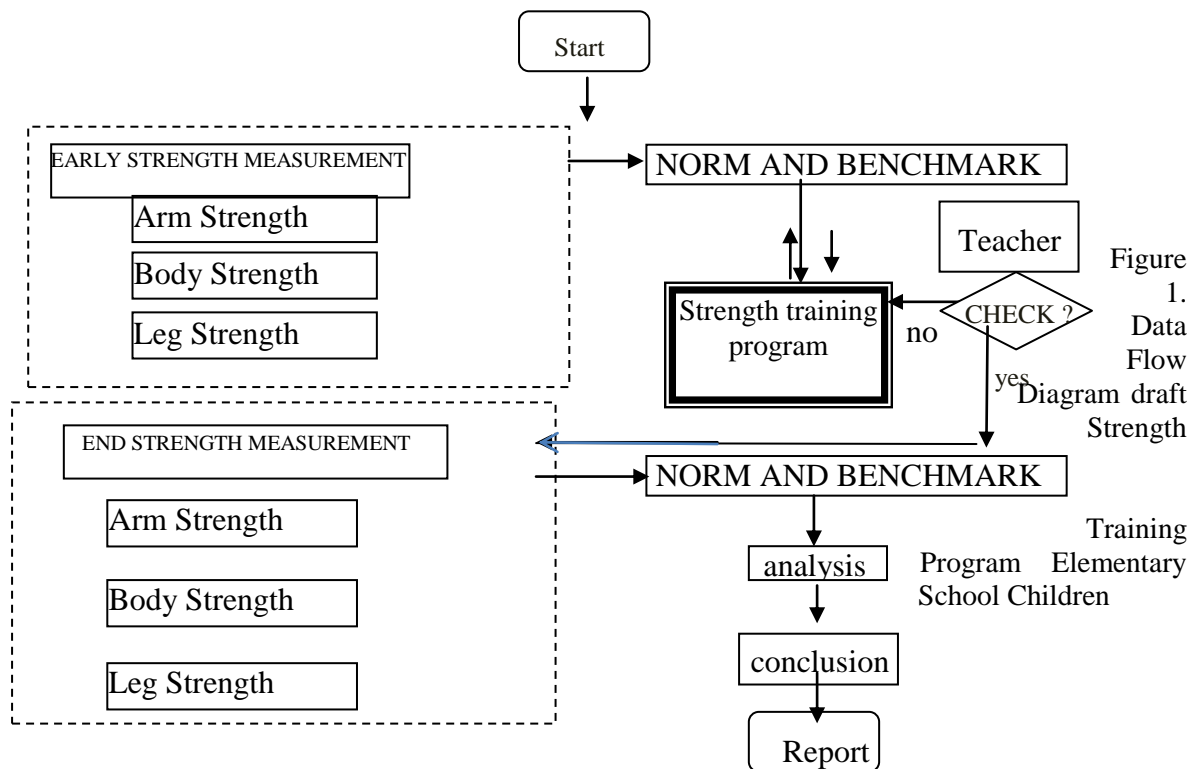 Start
EARLY STRENGTH MEASUREMENT
Arm Strength
Body Strength
Leg Strength
NORM AND BENCHMARK
Teacher
CHECK ?
Strength training
program
no
yes
END STRENGTH MEASUREMENT
Arm Strength
Body Strength
Leg Strength
NORM AND BENCHMARK
analysis
conclusion
Report
Figure
1.
Data
Flow
Diagram draft
Strength
Training
Program Elementary
School Children